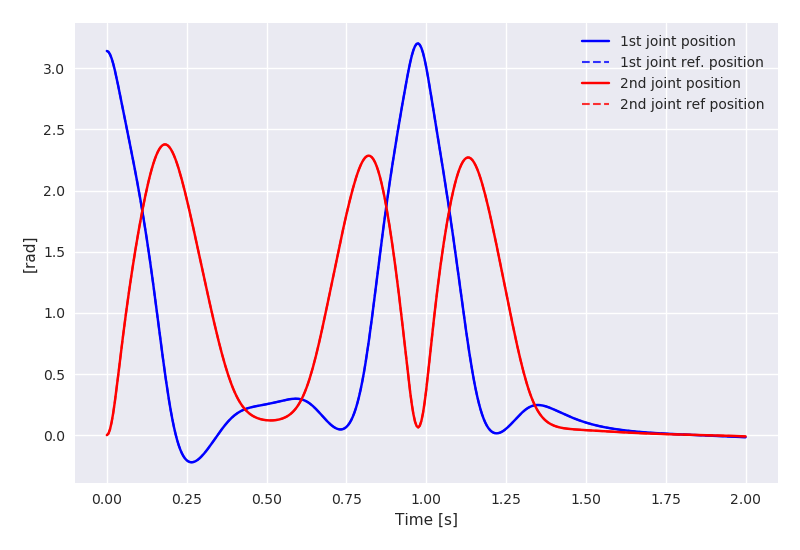 1st joint position
1st joint ref. position
2nd joint position
2nd joint ref position
3.0
2.5
2.0
1.5
1.0
0.5
0.0
[rad]
0.00 0.25 0.50 0.75 1.00 1.25 1.50 1.75 2.00
Time [s]